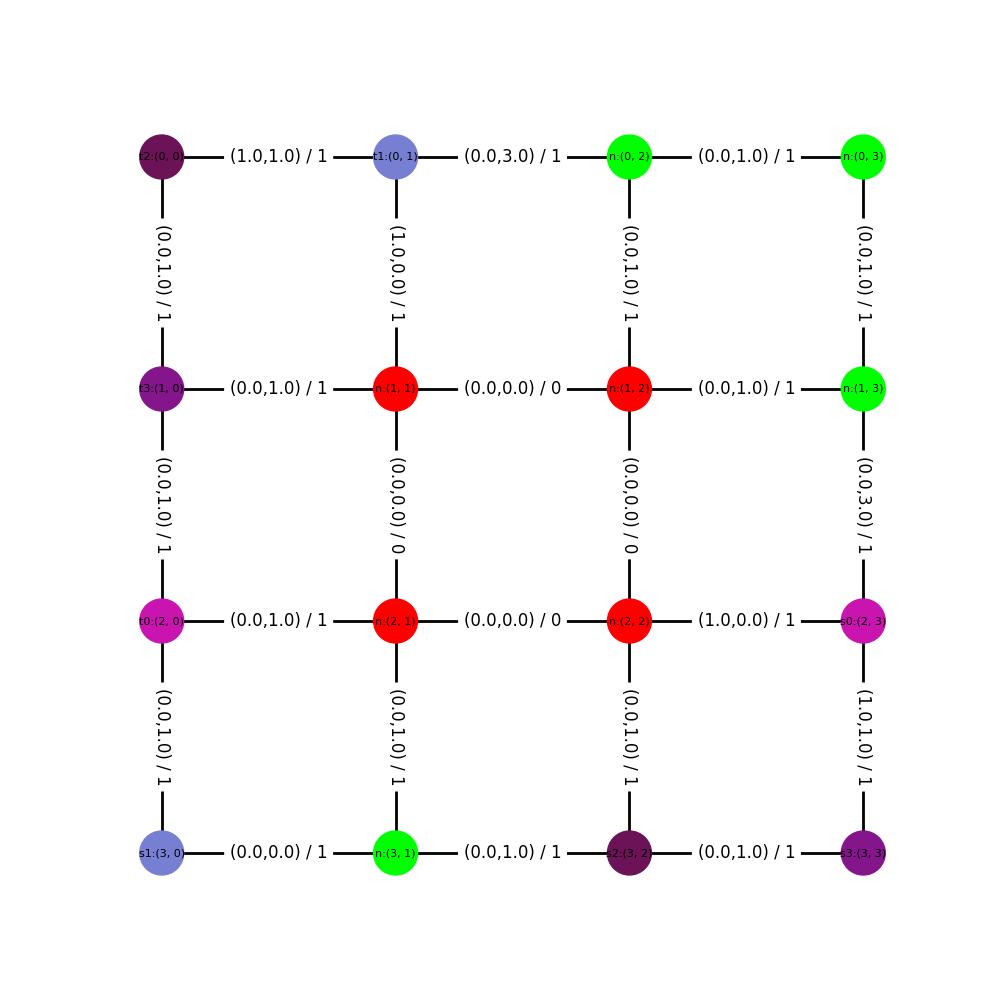 t2:(0, 0) (1.0,1.0) / 1 t1:(0, 1) (0.0,3.0) / 1 n:(0, 2) (0.0,1.0) / 1 n:(0, 3)
(0.0,1.0) / 1 (1.0,0.0) / 1 (0.0,1.0) / 1 (0.0,1.0) / 1
t3:(1, 0) (0.0,1.0) / 1 n:(1, 1) (0.0,0.0) / 0 n:(1, 2) (0.0,1.0) / 1 n:(1, 3)
(0.0,1.0) / 1 (0.0,0.0) / 0 (0.0,0.0) / 0 (0.0,3.0) / 1
t0:(2, 0) (0.0,1.0) / 1 n:(2, 1) (0.0,0.0) / 0 n:(2, 2) (1.0,0.0) / 1 s0:(2, 3)
(0.0,1.0) / 1 (0.0,1.0) / 1 (0.0,1.0) / 1 (1.0,1.0) / 1
s1:(3, 0) (0.0,0.0) / 1 n:(3, 1) (0.0,1.0) / 1 s2:(3, 2) (0.0,1.0) / 1 s3:(3, 3)